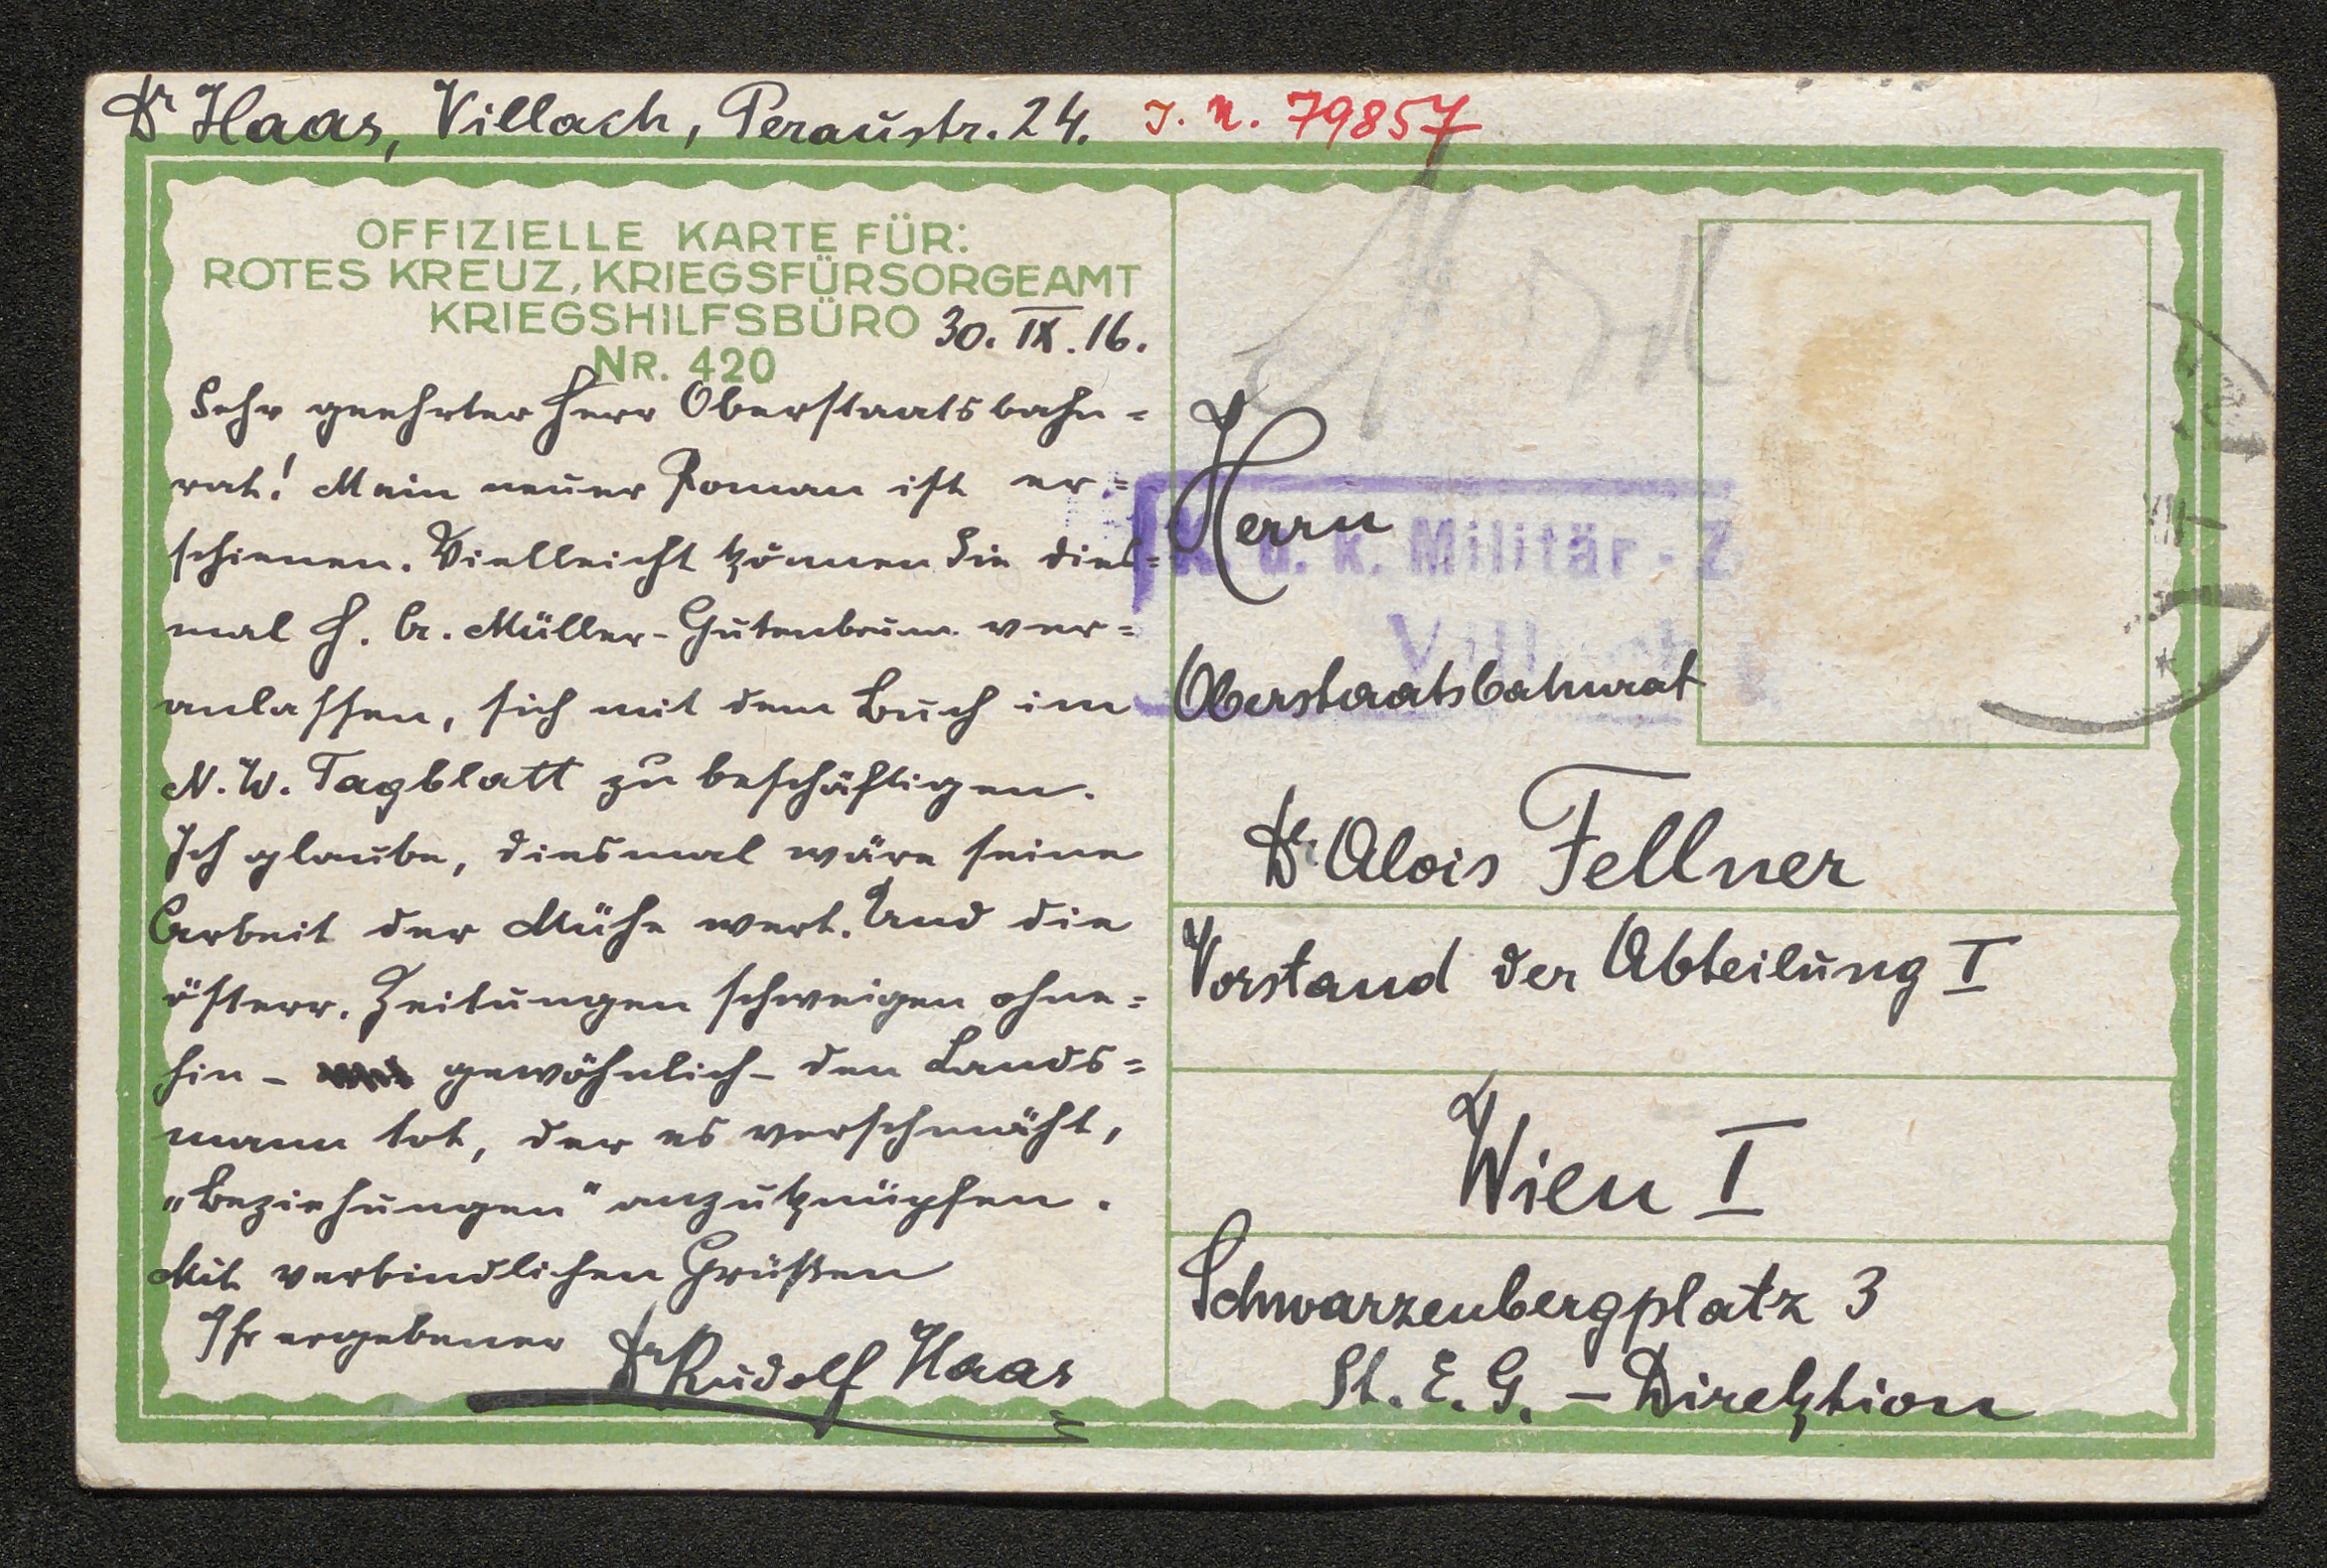 Dr Haas, Villach, Peraustr. 24. J. N. 79857
OFFIZIELLE KARTE FÜR:
ROTES KREUZ, KRIEGSFÜRSORGEAMT
KRIEGSHILFSBÜRO 30. IX. 16.
NR. 420
Sehr geehrter Herr Oberstaatsbahn=
rat! Mein neuer Roman ist er=
schienen. Vielleicht können Sie dies=
mal H. A. Müller-Gutenbrunn ver=
anlassen, sich mit dem Buch im
N. W. Tagblatt zu beschäftigen.
Ich glaube, diesmal wäre seine
Arbeit der Mühe wert. Und die
österr. Zeitungen schweigen ohne=
hin - gewöhnlich - den Lands=
mann tot, der es verschmäht,
„Beziehungen" anzuknüpfen.
Mit verbindlichen Grüßen
Ihr ergebener Dr Rudolf Haas
K. u. k. Militär-Z
Villach
Herrn
Oberstaatsbahnrat
Dr Alois Fellner
Vorstand der Abteilung I
Wien I
Schwarzenbergplatz 3
St. E. G. - Direktion